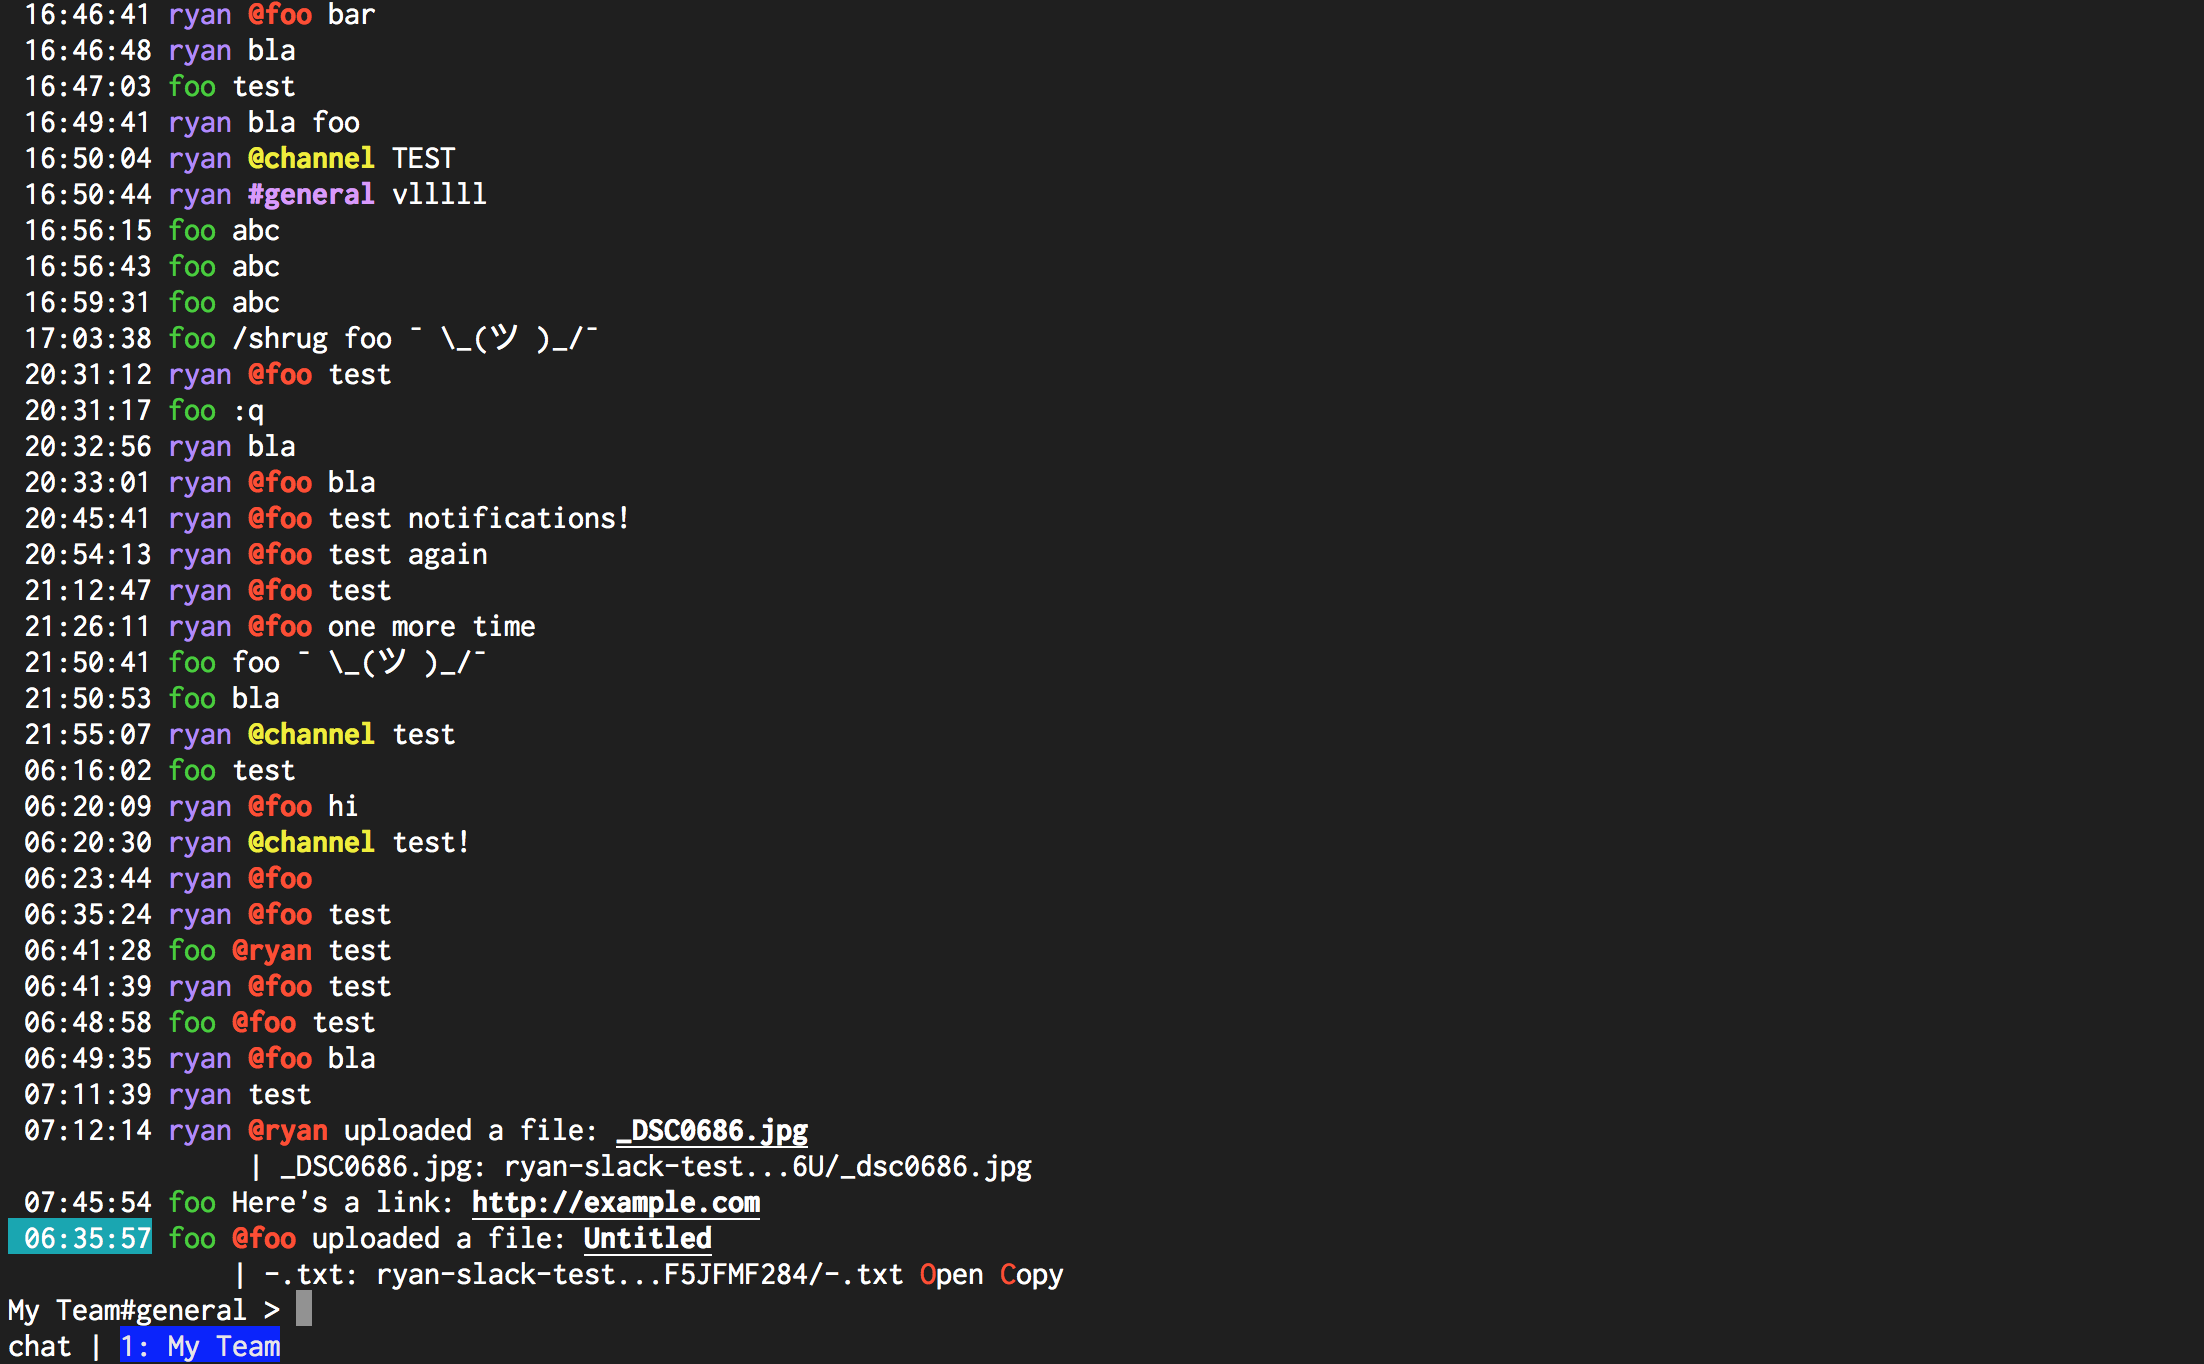 16:46:41 ryan @foo bar
16:46:48 ryan bla
16:47:03 foo test
16:49:41 ryan bla foo
16:50:04 ryan @channel TEST
16:50:44 ryan #general vlllll
16:56:15 foo abc
16:56:43 foo abc
16:59:31 foo abc
17:03:38 foo /shrug foo ¯ \_(ツ )_/¯
20:31:12 ryan @foo test
20:31:17 foo :q
20:32:56 ryan bla
20:33:01 ryan @foo bla
20:45:41 ryan @foo test notifications!
20:54:13 ryan @foo test again
21:12:47 ryan @foo test
21:26:11 ryan @foo one more time
21:50:41 foo foo ¯ \_(ツ )_/¯
21:50:53 foo bla
21:55:07 ryan @channel test
06:16:02 foo test
06:20:09 ryan @foo hi
06:20:30 ryan @channel test!
06:23:44 ryan @foo
06:35:24 ryan @foo test
06:41:28 foo @ryan test
06:41:39 ryan @foo test
06:48:58 foo @foo test
06:49:35 ryan @foo bla
07:11:39 ryan test
07:12:14 ryan @ryan uploaded a file: _DSC0686.jpg
| _DSC0686.jpg: ryan-slack-test...6U/_dsc0686.jpg
07:45:54 foo Here's a link: http://example.com
06:35:57 foo @foo uploaded a file: Untitled
| -.txt: ryan-slack-test...F5JFMF284/-.txt Open Copy
My Team#general >
chat | 1: My Team